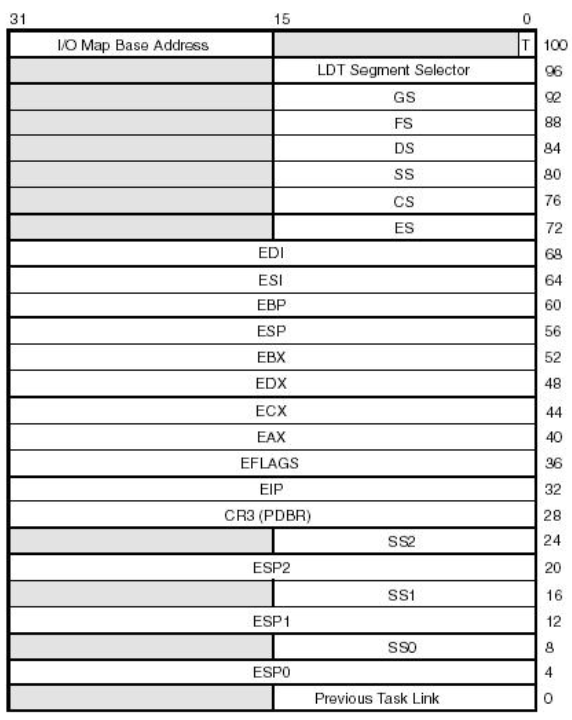 31 15 0
I/O Map Base Address T 100
LDT Segment Selector 96
GS 92
FS 88
DS 84
SS 80
CS 76
ES 72
EDI 68
ESI 64
EBP 60
ESP 56
EBX 52
EDX 48
ECX 44
EAX 40
EFLAGS 36
EIP 32
CR3 (PDBR) 28
SS2 24
ESP2 20
SS1 16
ESP1 12
SS0 8
ESP0 4
Previous Task Link 0